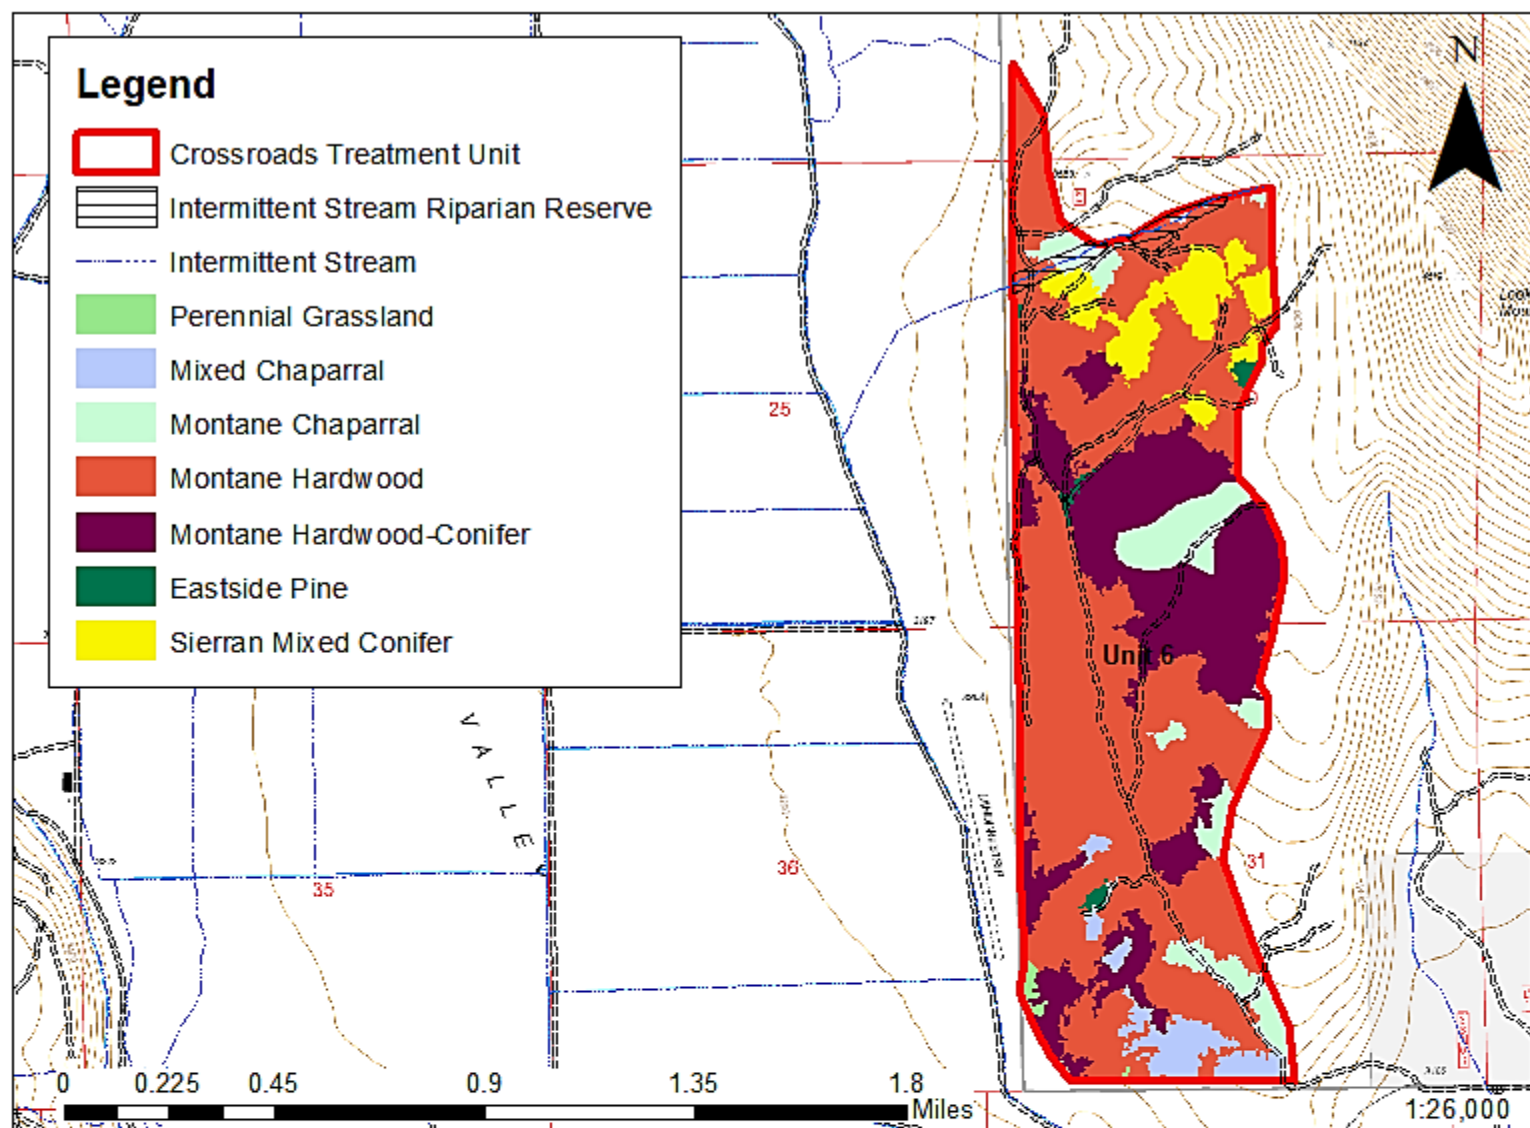 Legend
Crossroads Treatment Unit
Intermittent Stream Riparian Reserve
Intermittent Stream
Perennial Grassland
Mixed Chaparral
Montane Chaparral
Montane Hardwood
Montane Hardwood-Conifer
Eastside Pine
Sierran Mixed Conifer
N
25
Unit 6
VALLE
35
36
31
0 0.225 0.45 0.9 1.35 1.8
Miles
1:26,000